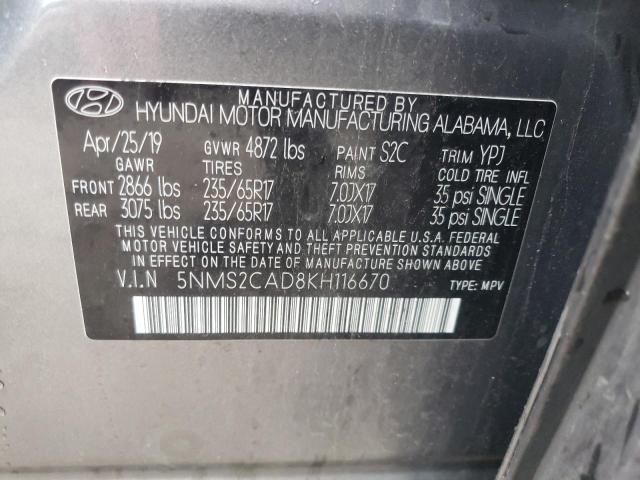 MANUFACTURED BY
HYUNDAI MOTOR MANUFACTURING ALABAMA, LLC
Apr/25/19 GVWR 4872 lbs PAINT S2C TRIM YPJ
GAWR TIRES RIMS COLD TIRE INFL
FRONT 2866 lbs 235/65R17 7.0JX17 35 psi SINGLE
REAR 3075 lbs 235/65R17 7.0JX17 35 psi SINGLE
THIS VEHICLE CONFORMS TO ALL APPLICABLE U.S.A. FEDERAL
MOTOR VEHICLE SAFETY AND THEFT PREVENTION STANDARDS
IN EFFECT ON THE DATE OF MANUFACTURE SHOWN ABOVE.
V.I.N 5NMS2CAD8KH116670 TYPE: MPV